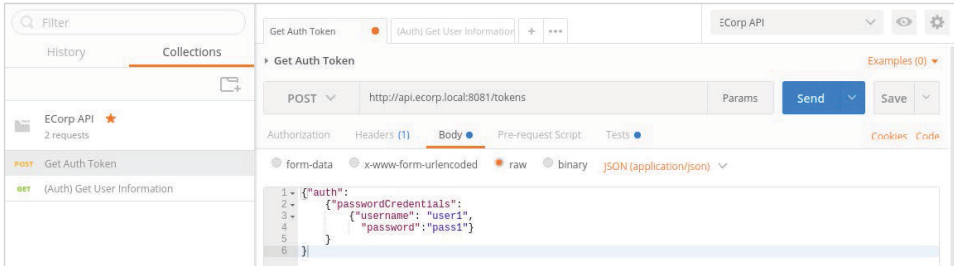 Filter
History Collections
ECorp API
2 requests
POST Get Auth Token
GET (Auth) Get User Information
Get Auth Token (Auth) Get User Information + •••
ECorp API
Get Auth Token Examples (0)
POST http://api.ecorp.local:8081/tokens Params Send Save
Authorization Headers (1) Body Pre-request Script Tests Cookies Code
form-data x-www-form-urlencoded raw binary JSON (application/json)
1 {"auth":
2 {"passwordCredentials":
3 {"username": "user1",
4 "password":"pass1"}
5 }
6 }